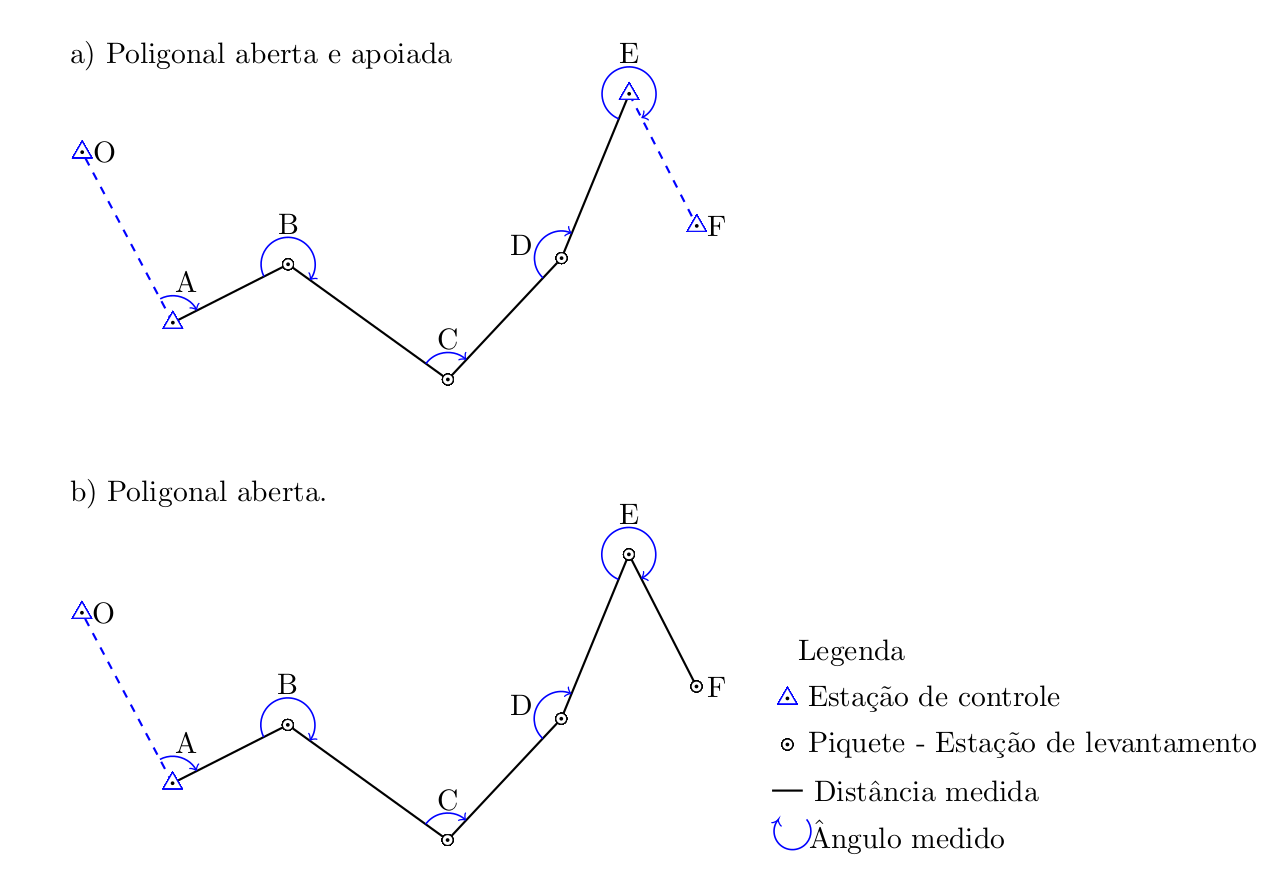 a) Poligonal aberta e apoiada
E
O
B
D
F
A
C
b) Poligonal aberta.
E
O
B
D
F
A
C
Legenda
Estação de controle
Piquete - Estação de levantamento
Distância medida
Ângulo medido